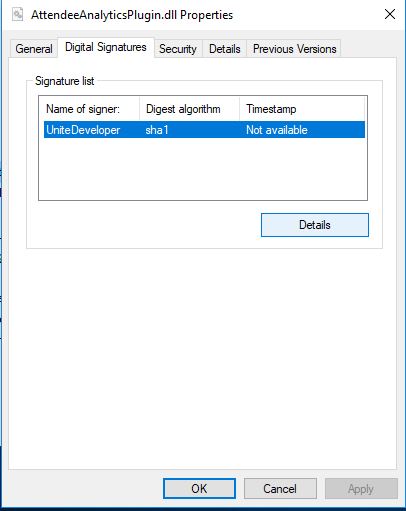 AttendeeAnalyticsPlugin.dll Properties
General Digital Signatures Security Details Previous Versions
Signature list
Name of signer: Digest algorithm Timestamp
UniteDeveloper sha1 Not available
Details
OK Cancel Apply